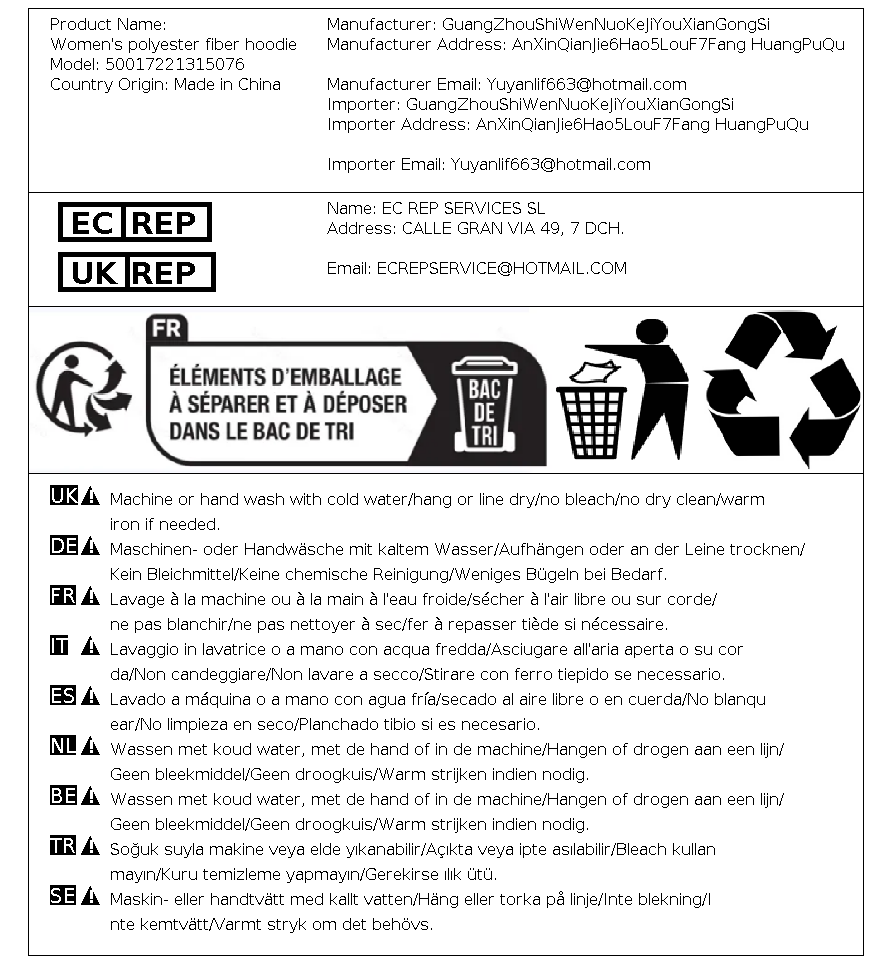 Product Name:
Women's polyester fiber hoodie
Model: 50017221315076
Country Origin: Made in China
Manufacturer: GuangZhouShiWenNuoKeJiYouXianGongSi
Manufacturer Address: AnXinQianJie6Hao5LouF7Fang HuangPuQu
Manufacturer Email: Yuyanlif663@hotmail.com
Importer: GuangZhouShiWenNuoKeJiYouXianGongSi
Importer Address: AnXinQianJie6Hao5LouF7Fang HuangPuQu
Importer Email: Yuyanlif663@hotmail.com
EC REP
UK REP
Name: EC REP SERVICES SL
Address: CALLE GRAN VIA 49, 7 DCH.
Email: ECREPSERVICE@HOTMAIL.COM
FR
ÉLÉMENTS D'EMBALLAGE
À SÉPARER ET À DÉPOSER
DANS LE BAC DE TRI
BAC
DE
TRI
UK Machine or hand wash with cold water/hang or line dry/no bleach/no dry clean/warm
iron if needed.
DE Maschinen- oder Handwäsche mit kaltem Wasser/Aufhängen oder an der Leine trocknen/
Kein Bleichmittel/Keine chemische Reinigung/Weniges Bügeln bei Bedarf.
FR Lavage à la machine ou à la main à l'eau froide/sécher à l'air libre ou sur corde/
ne pas blanchir/ne pas nettoyer à sec/fer à repasser tiède si nécessaire.
IT Lavaggio in lavatrice o a mano con acqua fredda/Asciugare all'aria aperta o su cor
da/Non candeggiare/Non lavare a secco/Stirare con ferro tiepido se necessario.
ES Lavado a máquina o a mano con agua fría/secado al aire libre o en cuerda/No blanqu
ear/No limpieza en seco/Planchado tibio si es necesario.
NL Wassen met koud water, met de hand of in de machine/Hangen of drogen aan een lijn/
Geen bleekmiddel/Geen droogkuis/Warm strijken indien nodig.
BE Wassen met koud water, met de hand of in de machine/Hangen of drogen aan een lijn/
Geen bleekmiddel/Geen droogkuis/Warm strijken indien nodig.
TR Soğuk suyla makine veya elde yıkanabilir/Açıkta veya ipte asılabilir/Bleach kullan
mayın/Kuru temizleme yapmayın/Gerekirse ılık ütü.
SE Maskin- eller handtvätt med kallt vatten/Häng eller torka på linje/Inte blekning/I
nte kemtvätt/Varmt stryk om det behövs.